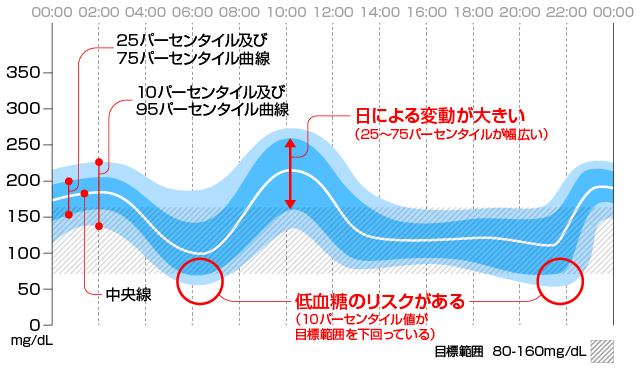 00:00 02:00 04:00 06:00 08:00 10:00 12:00 14:00 16:00 18:00 20:00 22:00 00:00
25パーセンタイル及び
75パーセンタイル曲線
10パーセンタイル及び
95パーセンタイル曲線
日による変動が大きい
（25〜75パーセンタイルが幅広い）
350
300
250
200
150
100
50
0
mg/dL
中央線
低血糖のリスクがある
（10パーセンタイル値が
目標範囲を下回っている）
目標範囲 80-160mg/dL